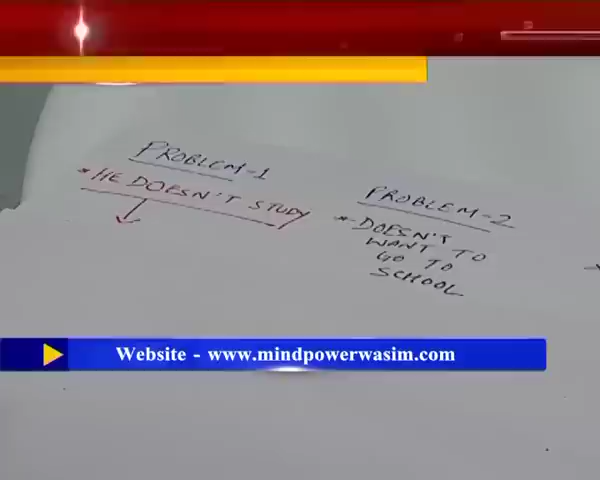 PROBLEM-1
* HE DOESN'T STUDY
PROBLEM-2
* DOESN'T
WANT TO
GO TO
SCHOOL
Website - www.mindpowerwasim.com